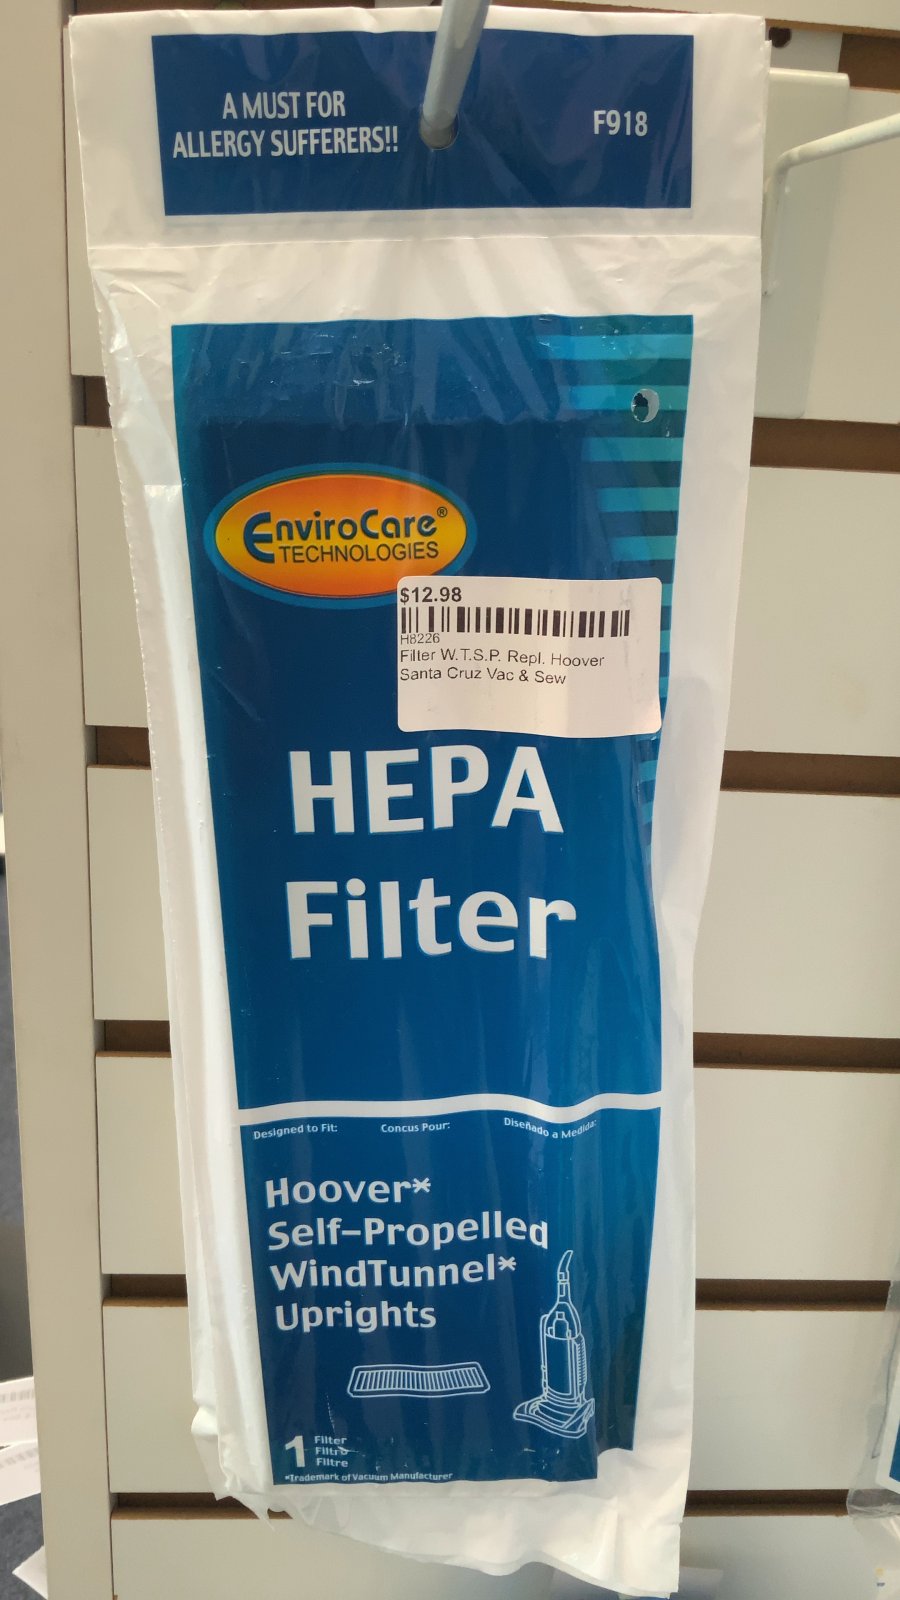 A MUST FOR
ALLERGY SUFFERERS!!
F918
EnviroCare®
TECHNOLOGIES
$12.98
H8226
Filter W.T.S.P. Repl. Hoover
Santa Cruz Vac & Sew
HEPA
Filter
Designed to Fit: Concus Pour: Diseñado a Medida:
Hoover*
Self-Propelled
WindTunnel*
Uprights
1 Filter
Filtro
Filtre
*Trademark of Vacuum Manufacturer